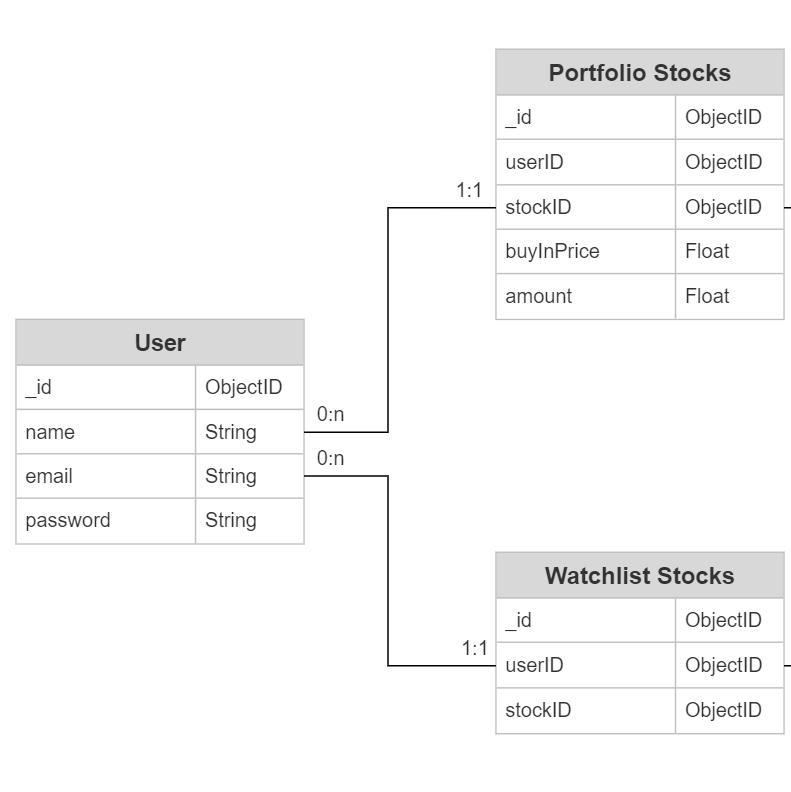 Portfolio Stocks
_id ObjectID
userID ObjectID
1:1
stockID ObjectID
buyInPrice Float
amount Float
User
_id ObjectID
0:n
name String
0:n
email String
password String
Watchlist Stocks
_id ObjectID
1:1
userID ObjectID
stockID ObjectID